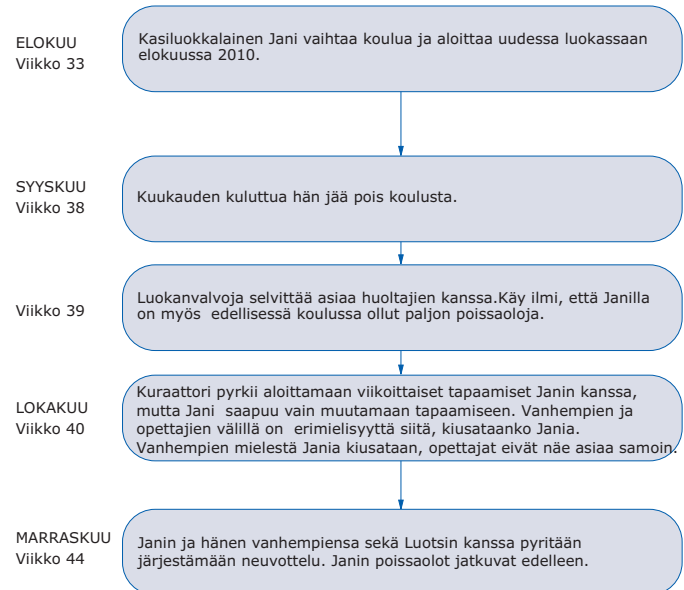 ELOKUU
Viikko 33
Kasiluokkalainen Jani vaihtaa koulua ja aloittaa uudessa luokassaan
elokuussa 2010.
SYYSKUU
Viikko 38
Kuukauden kuluttua hän jää pois koulusta.
Viikko 39
Luokanvalvoja selvittää asiaa huoltajien kanssa.Käy ilmi, että Janilla
on myös edellisessä koulussa ollut paljon poissaoloja.
LOKAKUU
Viikko 40
Kuraattori pyrkii aloittamaan viikoittaiset tapaamiset Janin kanssa,
mutta Jani saapuu vain muutamaan tapaamiseen. Vanhempien ja
opettajien välillä on erimielisyyttä siitä, kiusataanko Jania.
Vanhempien mielestä Jania kiusataan, opettajat eivät näe asiaa samoin.
MARRASKUU
Viikko 44
Janin ja hänen vanhempiensa sekä Luotsin kanssa pyritään
järjestämään neuvottelu. Janin poissaolot jatkuvat edelleen.